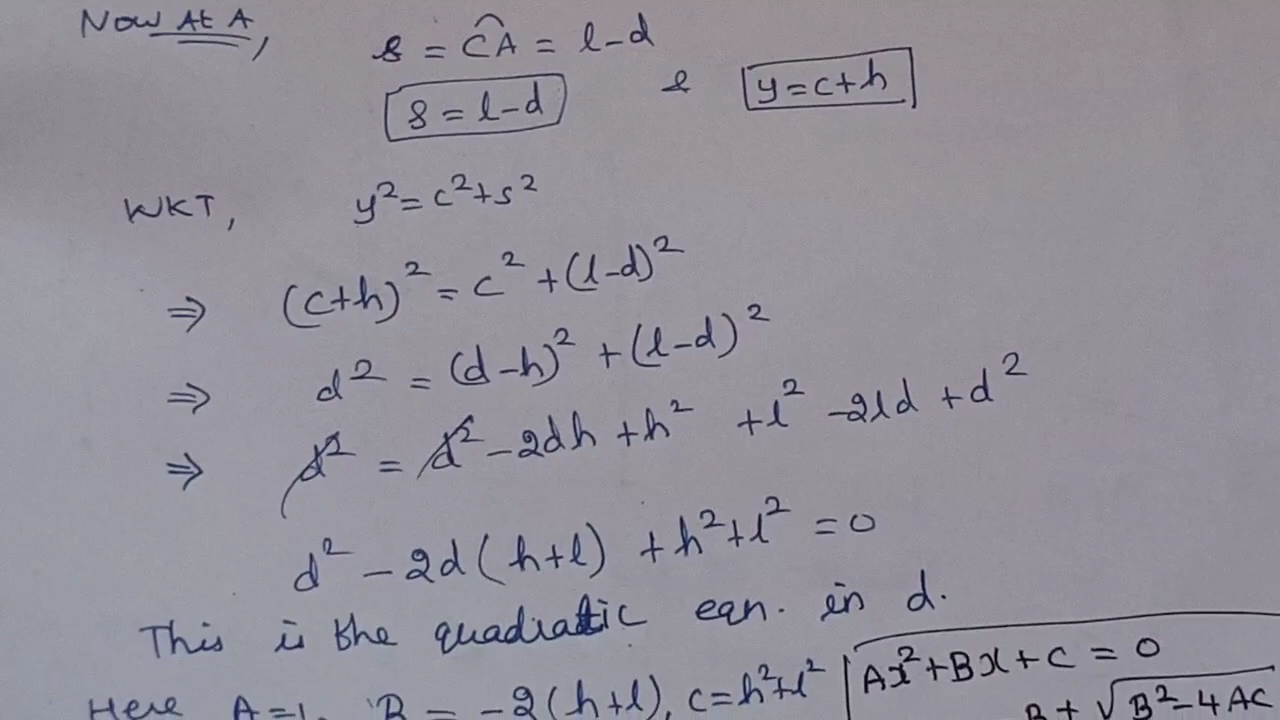 Now At A,
s = CA = l-d
s = l-d & y = c+h
WKT, y² = c² + s²
⇒ (c+h)² = c² + (l-d)²
⇒ d² = (d-h)² + (l-d)²
⇒ d² = d² - 2dh + h² + l² - 2ld + d²
d² - 2d(h+l) + h² + l² = 0
This is the quadratic eqn. in d.
Here A=1, B = -2(h+l), C = h²+l² Ax² + Bx + C = 0
B ± √B²-4AC